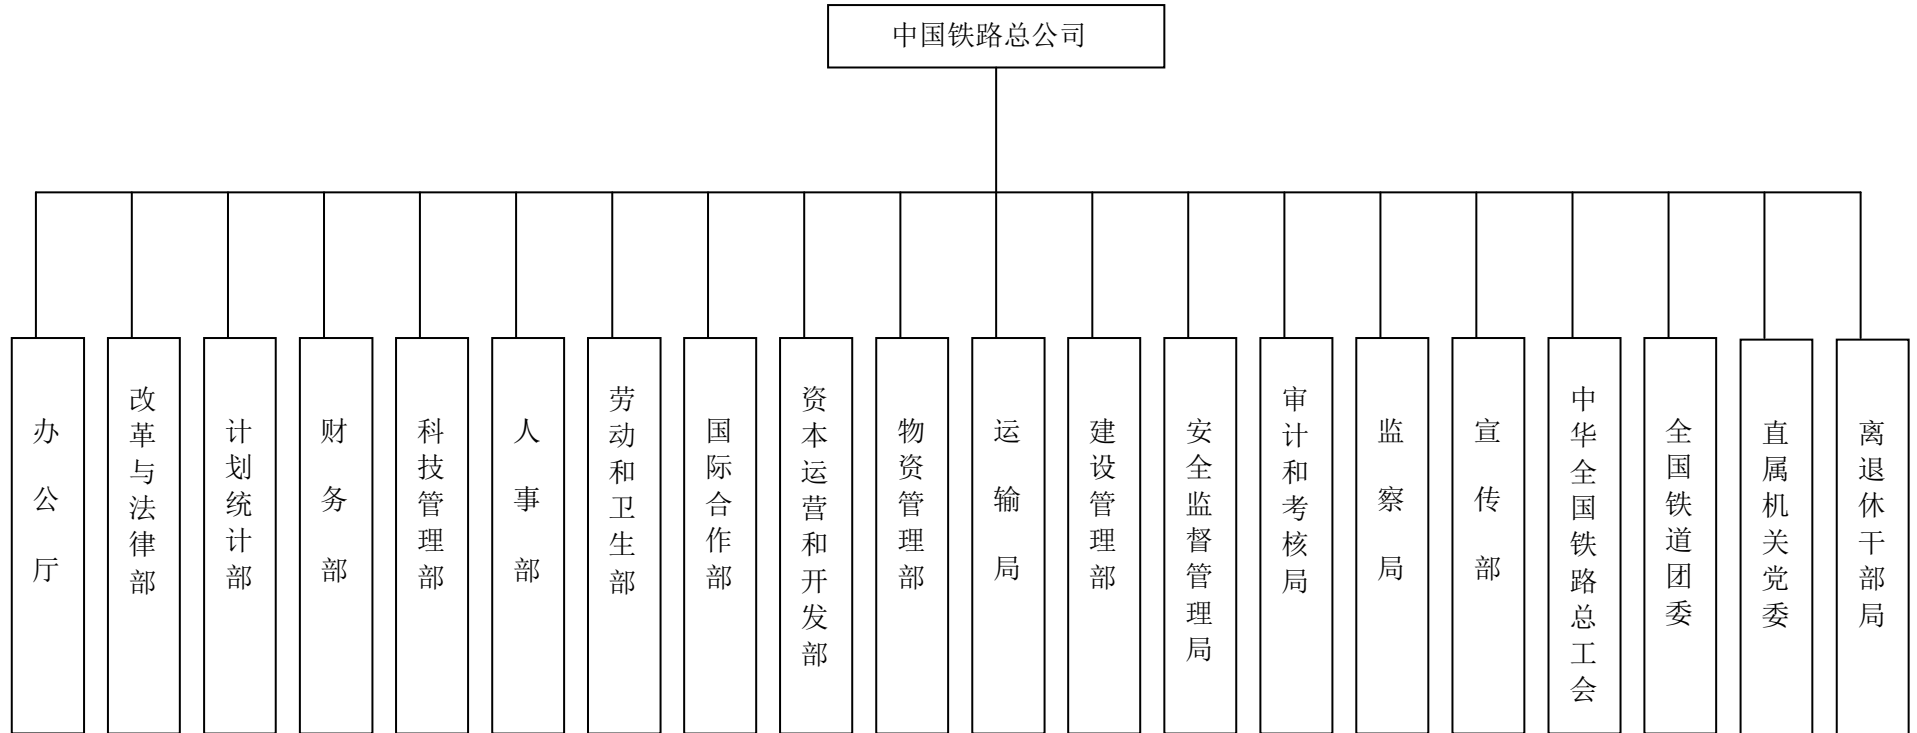 中国铁路总公司
办公厅
改革与法律部
计划统计部
财务部
科技管理部
人事部
劳动和卫生部
国际合作部
资本运营和开发部
物资管理部
运输局
建设管理部
安全监督管理局
审计和考核局
监察局
宣传部
中华全国铁路总工会
全国铁道团委
直属机关党委
离退休干部局